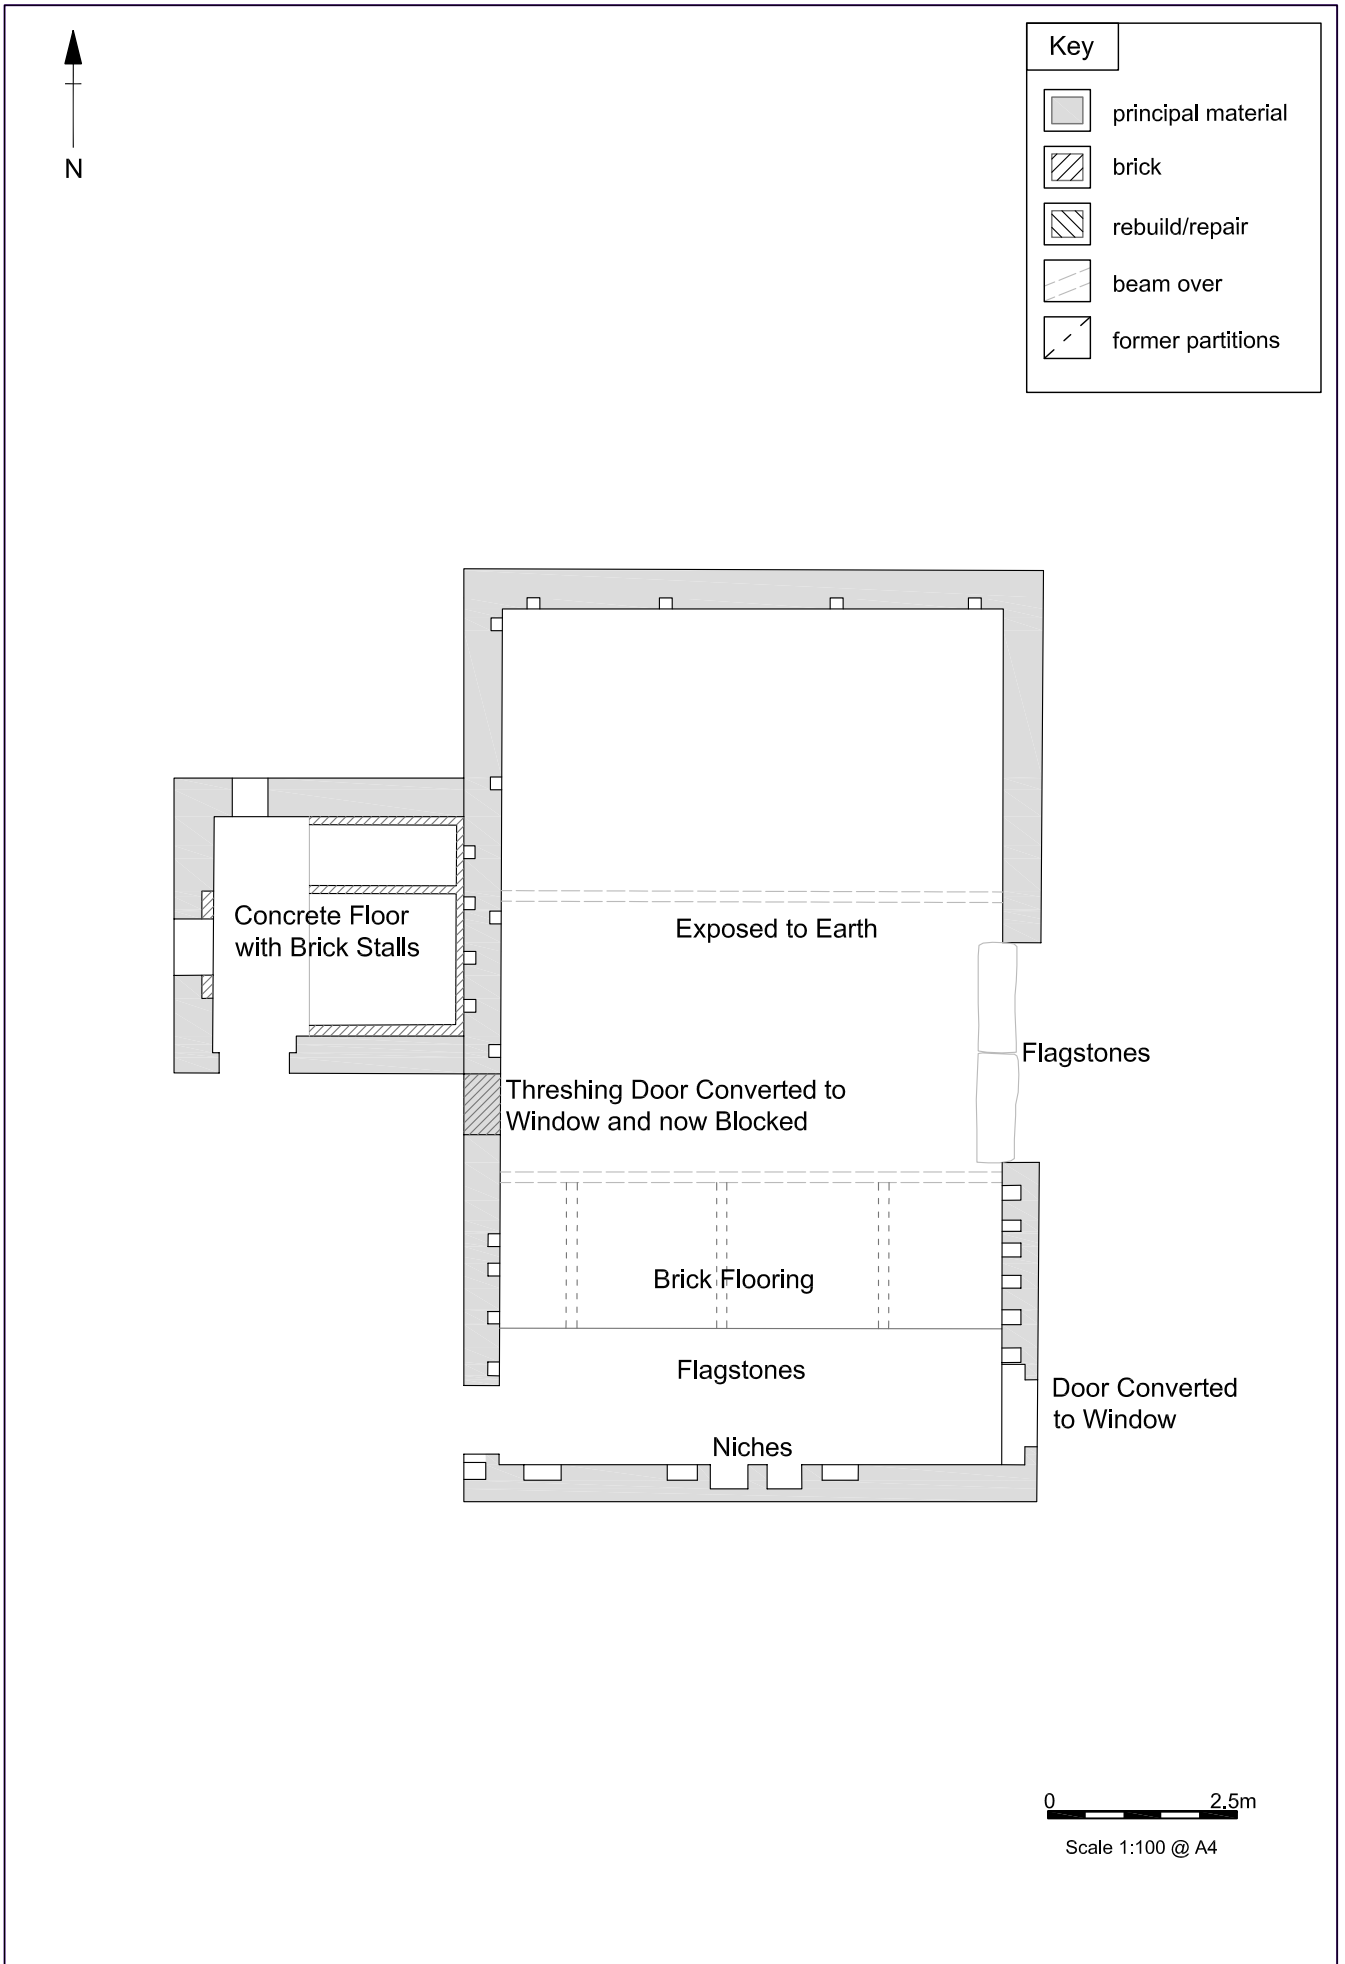 N
Key
principal material
brick
rebuild/repair
beam over
former partitions
Concrete Floor
with Brick Stalls
Exposed to Earth
Flagstones
Threshing Door Converted to
Window and now Blocked
Brick Flooring
Flagstones
Door Converted
to Window
Niches
0 2.5m
Scale 1:100 @ A4